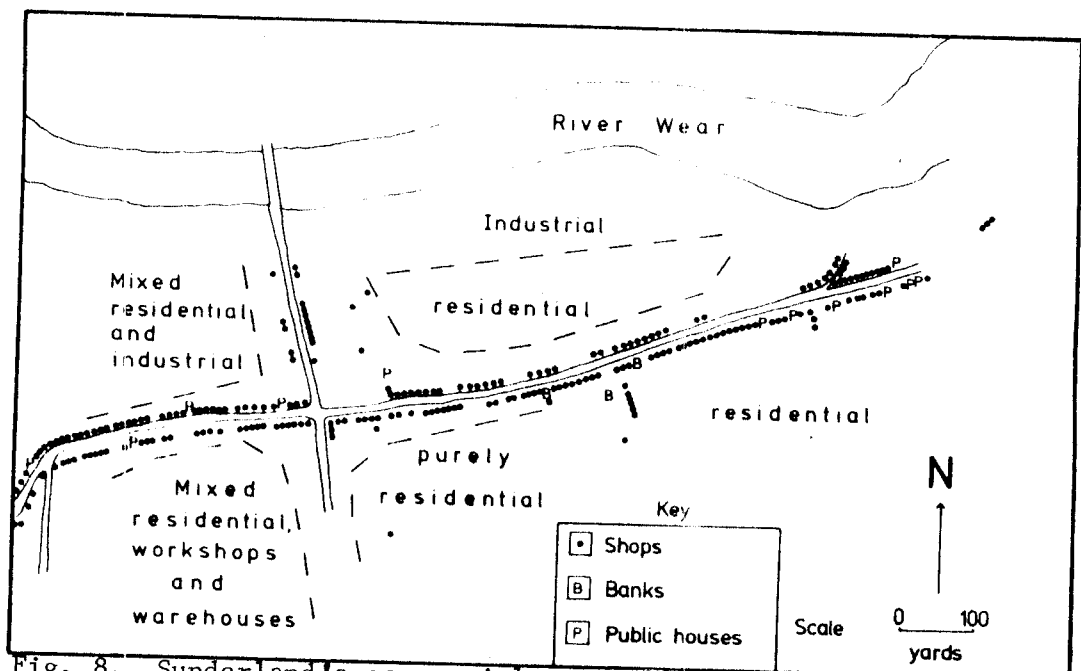 River Wear
Industrial
Mixed
residential
and
industrial
residential
P
P
P
P
P
P
P P
B
B
P
P
residential
purely
residential
Mixed
residential,
workshops
and
warehouses
N
Key
Shops
B Banks
P Public houses
Scale
0 100
yards
Fig. 8.